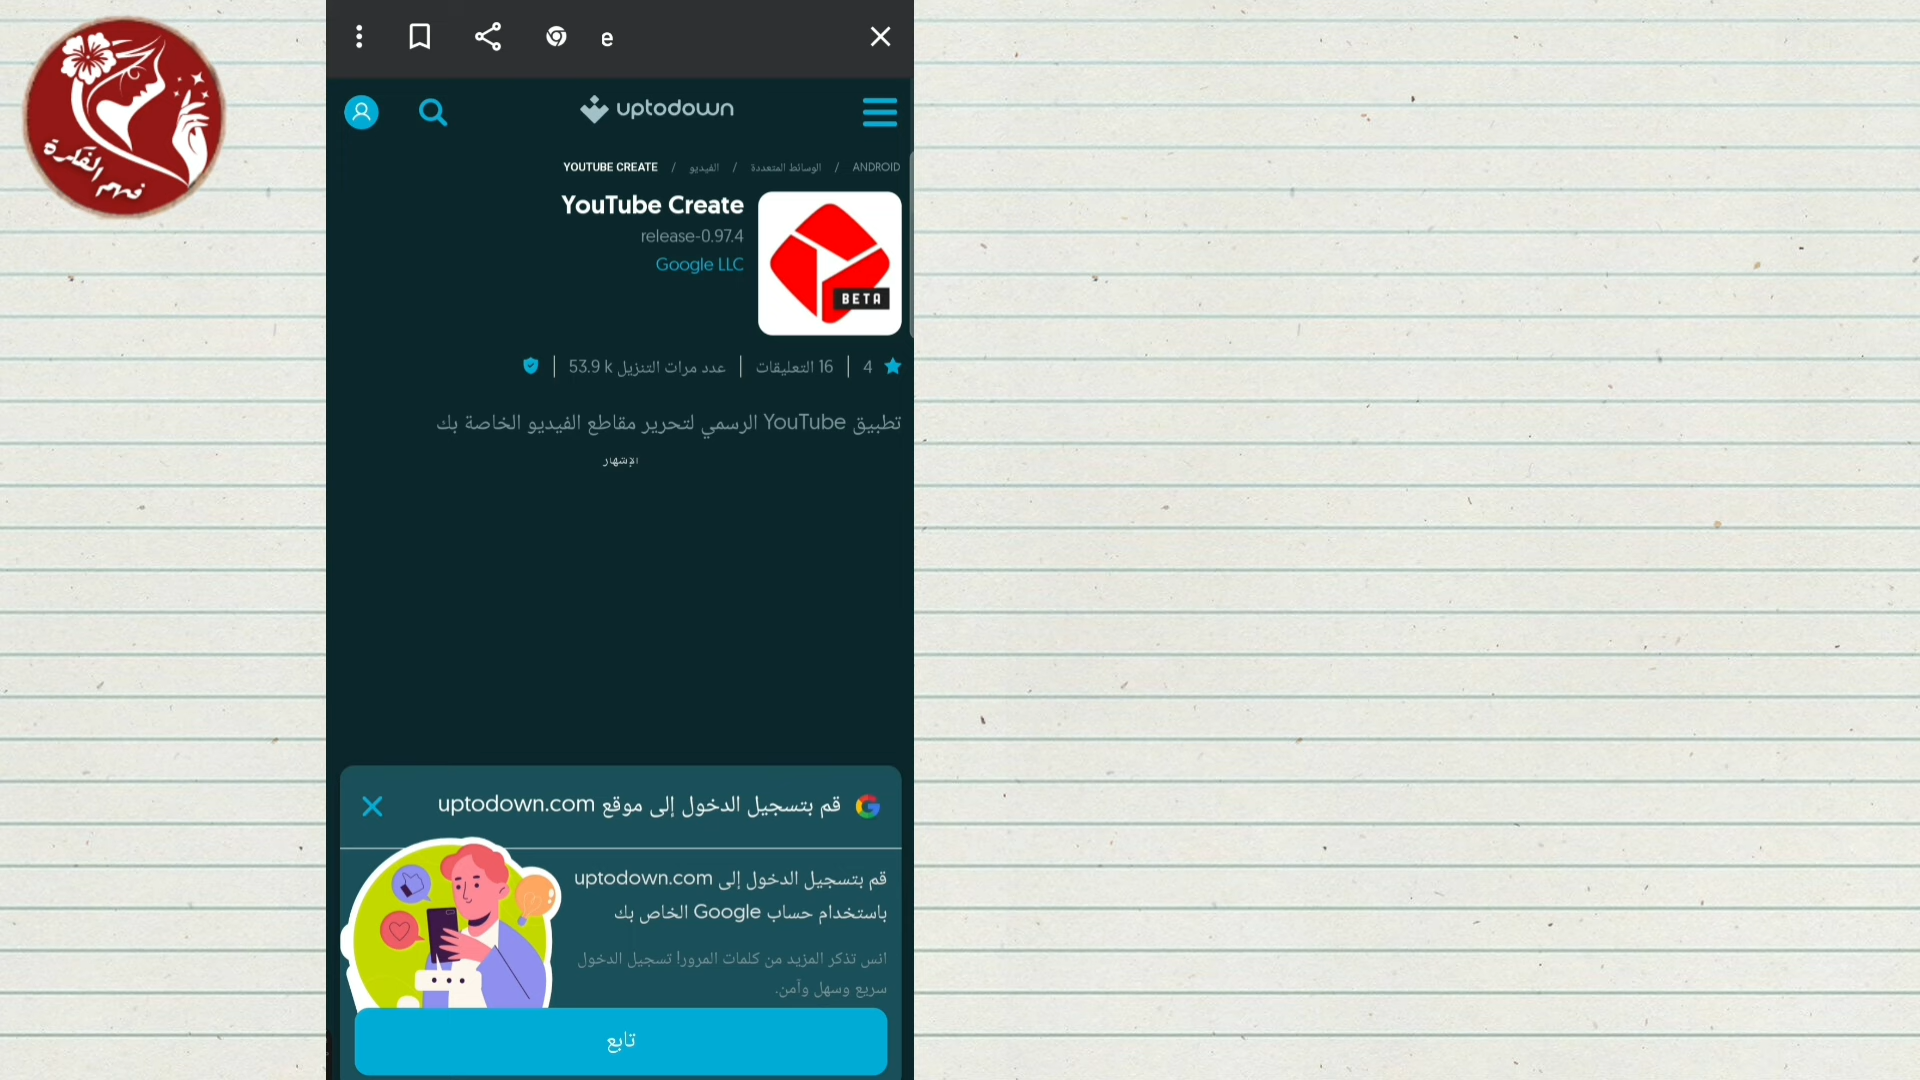 فهم الفكرة
e
uptodown
ANDROID / الوسائط المتعددة / الفيديو / YOUTUBE CREATE
YouTube Create
release-0.97.4
Google LLC
BETA
4 | 16 التعليقات | عدد مرات التنزيل 53.9 k
تطبيق YouTube الرسمي لتحرير مقاطع الفيديو الخاصة بك
الإشهار
قم بتسجيل الدخول إلى موقع uptodown.com
قم بتسجيل الدخول إلى uptodown.com
باستخدام حساب Google الخاص بك
انس تذكر المزيد من كلمات المرور! تسجيل الدخول
سريع وسهل وآمن.
تابع